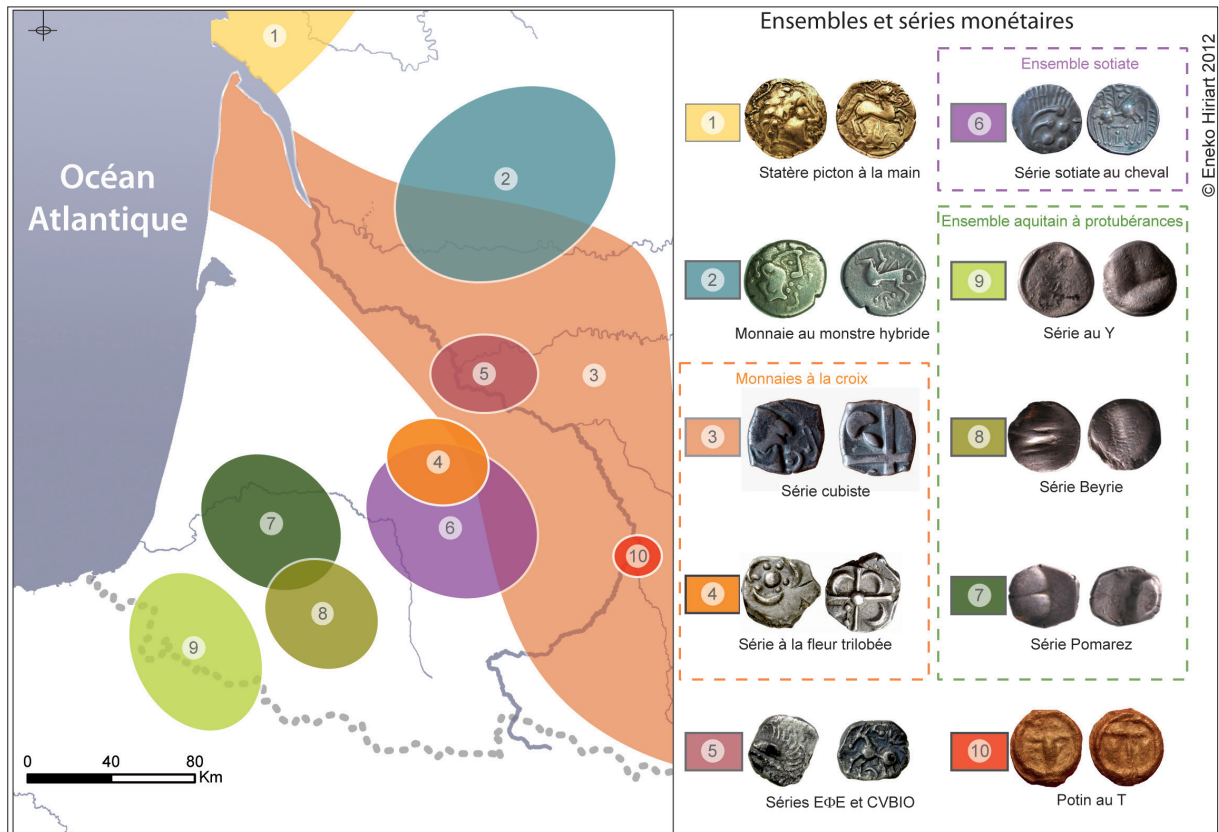 Océan
Atlantique
1
2
3
5
4
6
7
10
8
9
0 40 80
Km
Ensembles et séries monétaires
1
Statère picton à la main
2
Monnaie au monstre hybride
Monnaies à la croix
3
Série cubiste
4
Série à la fleur trilobée
5
Séries EΦE et CVBIO
Ensemble sotiate
6
Série sotiate au cheval
Ensemble aquitain à protubérances
9
Série au Y
8
Série Beyrie
7
Série Pomarez
10
Potin au T
© Eneko Hiriart 2012